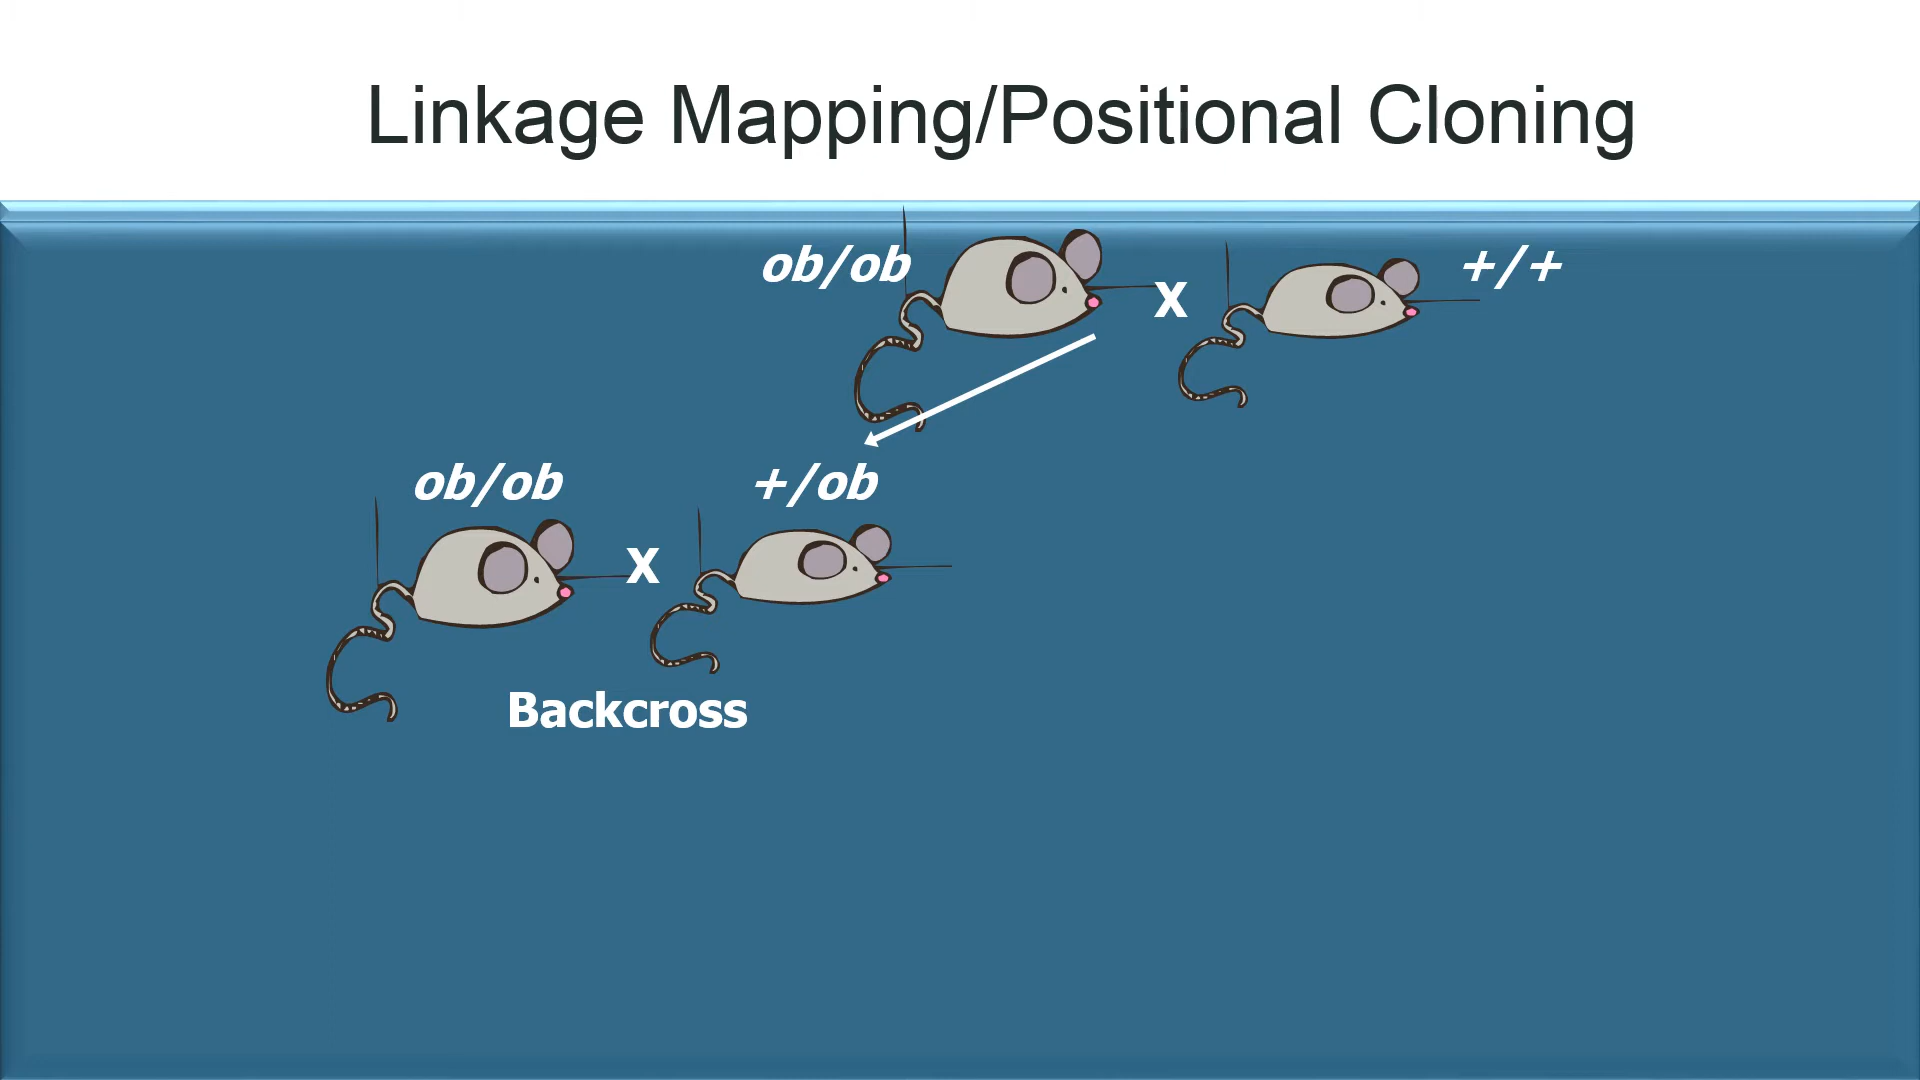 Linkage Mapping/Positional Cloning
ob/ob x +/+
ob/ob x +/ob
Backcross